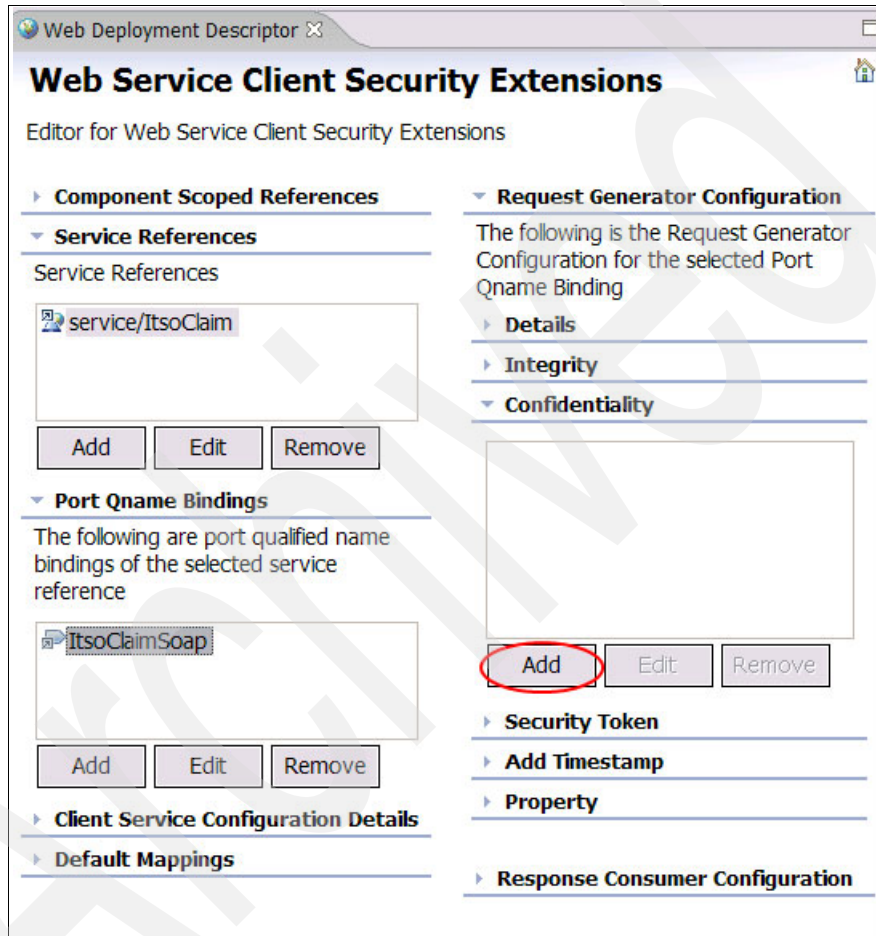 Web Deployment Descriptor
Web Service Client Security Extensions
Editor for Web Service Client Security Extensions
Component Scoped References
Service References
Service References
service/ItsoClaim
Add Edit Remove
Port Qname Bindings
The following are port qualified name
bindings of the selected service
reference
ItsoClaimSoap
Add Edit Remove
Client Service Configuration Details
Default Mappings
Request Generator Configuration
The following is the Request Generator
Configuration for the selected Port
Qname Binding
Details
Integrity
Confidentiality
Add Edit Remove
Security Token
Add Timestamp
Property
Response Consumer Configuration
Archived